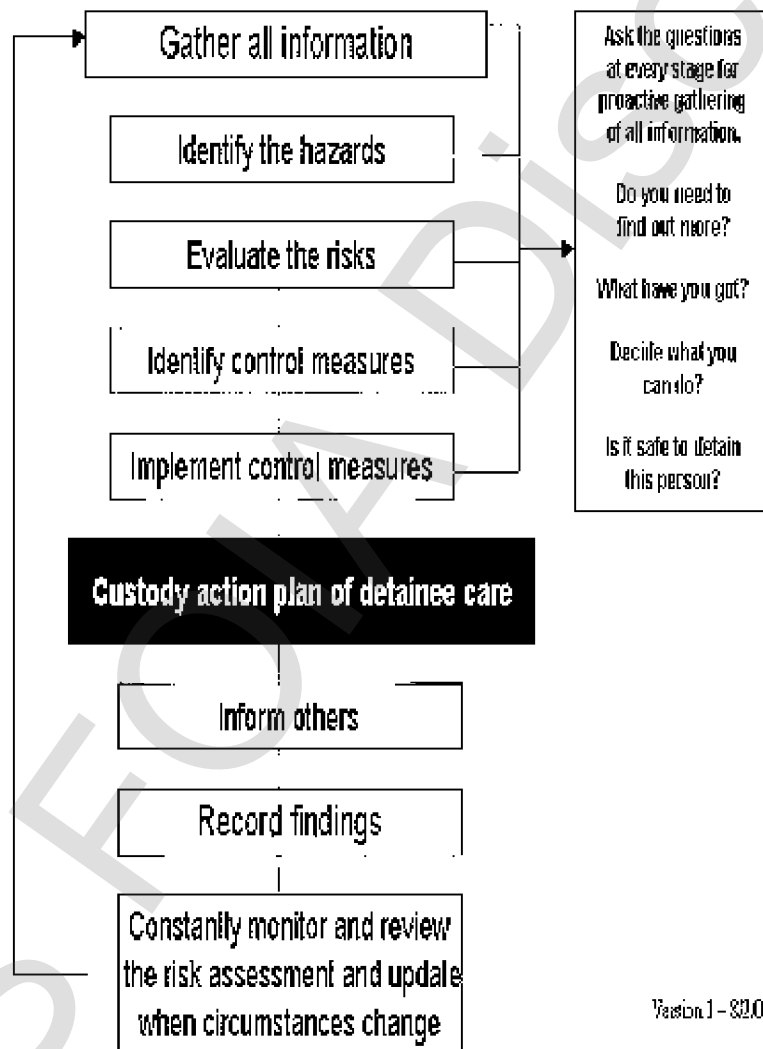 Gather all information
Identify the hazards
Evaluate the risks
Identify control measures
Implement control measures
Custody action plan of detainee care
Inform others
Record findings
Constantly monitor and review
the risk assessment and update
when circumstances change
Ask the questions
at every stage for
proactive gathering
of all information.
Do you need to
find out more?
What have you got?
Decide what you
can do?
Is it safe to detain
this person?
Version 1 –
FOIA